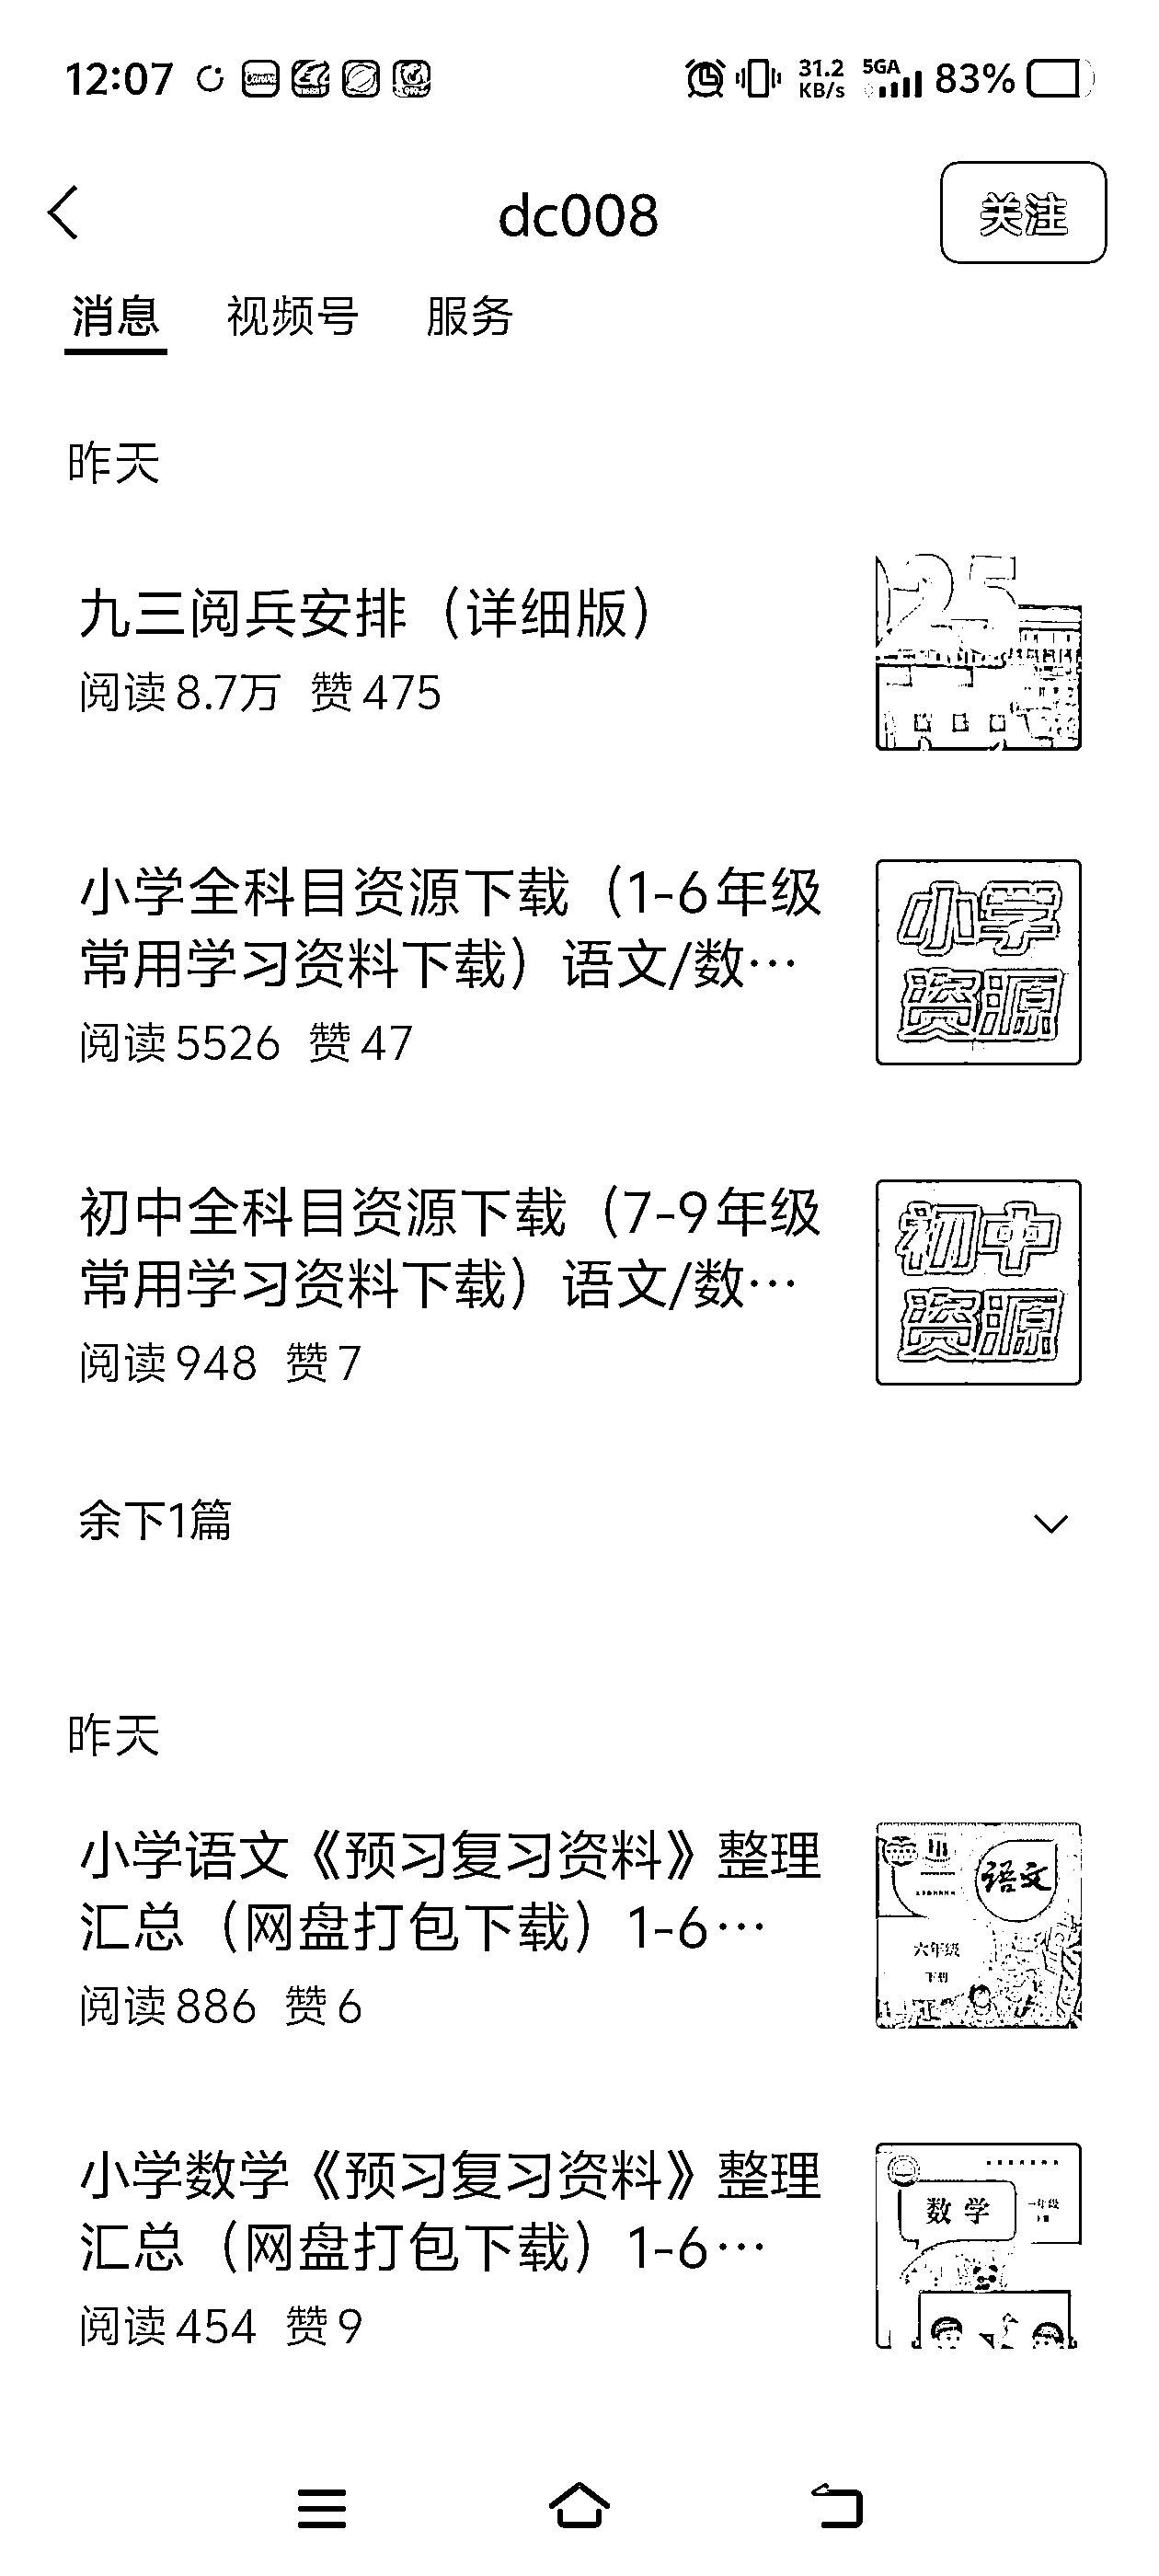 12:07
31.2 KB/s
5GA
83%
dc008
关注
消息 视频号 服务
昨天
九三阅兵安排（详细版）
阅读 8.7万 赞 475
25
小学全科目资源下载（1-6年级
常用学习资料下载）语文/数…
阅读 5526 赞 47
小学
资源
初中全科目资源下载（7-9年级
常用学习资料下载）语文/数…
阅读 948 赞 7
初中
资源
余下1篇
昨天
小学语文《预习复习资料》整理
汇总（网盘打包下载）1-6…
阅读 886 赞 6
语文
六年级
下册
小学数学《预习复习资料》整理
汇总（网盘打包下载）1-6…
阅读 454 赞 9
数学
一年级